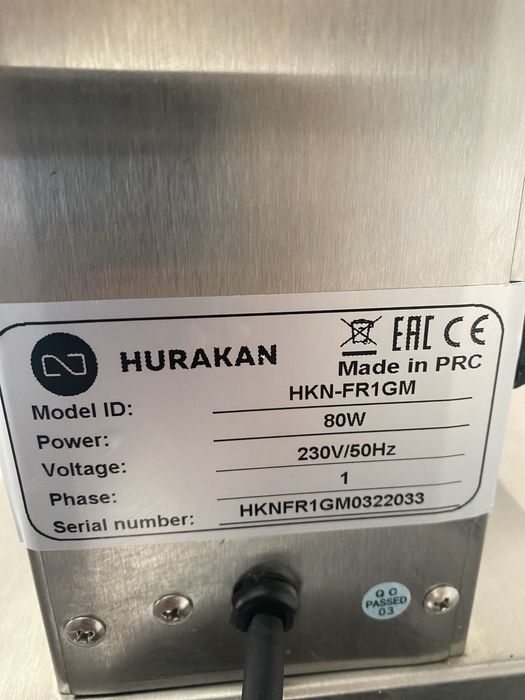 HURAKAN
EAC CE
Made in PRC
Model ID: HKN-FR1GM
Power: 80W
Voltage: 230V/50Hz
Phase: 1
Serial number: HKNFR1GM0322033
QC
PASSED
03